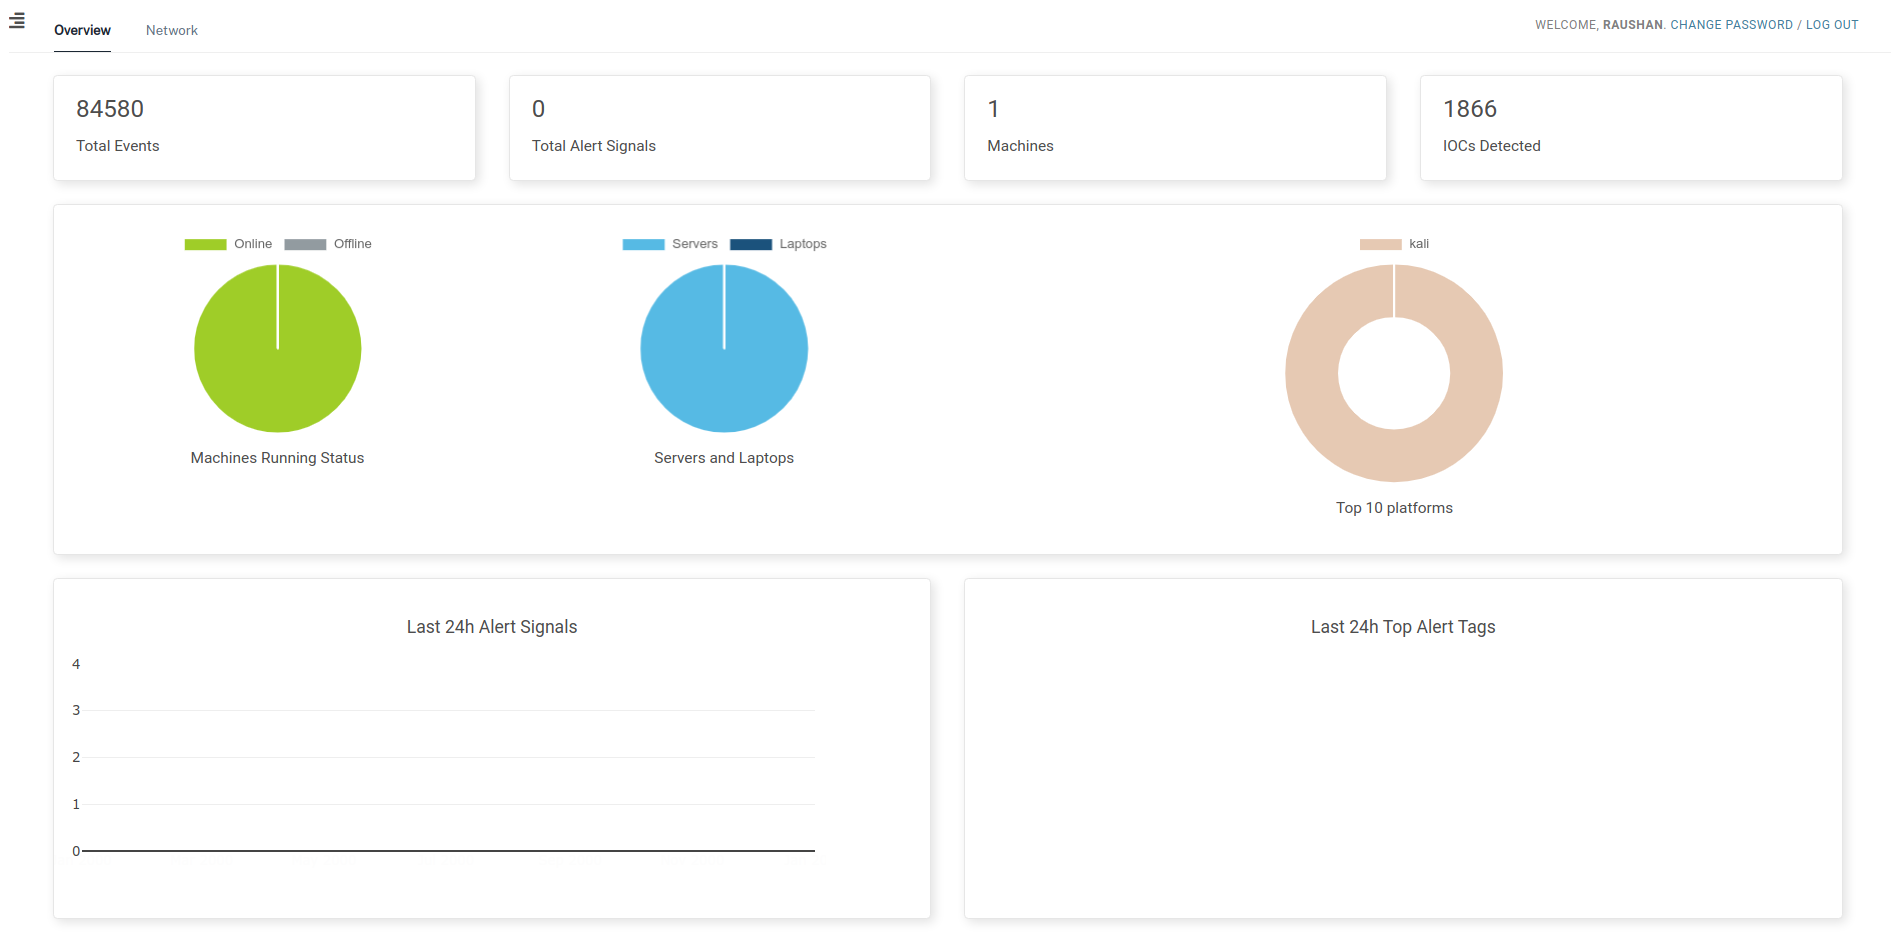 Overview Network WELCOME, RAUSHAN. CHANGE PASSWORD / LOG OUT
84580 0 1 1866
Total Events Total Alert Signals Machines IOCs Detected
Online Offline Servers Laptops kali
Machines Running Status Servers and Laptops
Top 10 platforms
Last 24h Alert Signals Last 24h Top Alert Tags
4
3
2
1
0